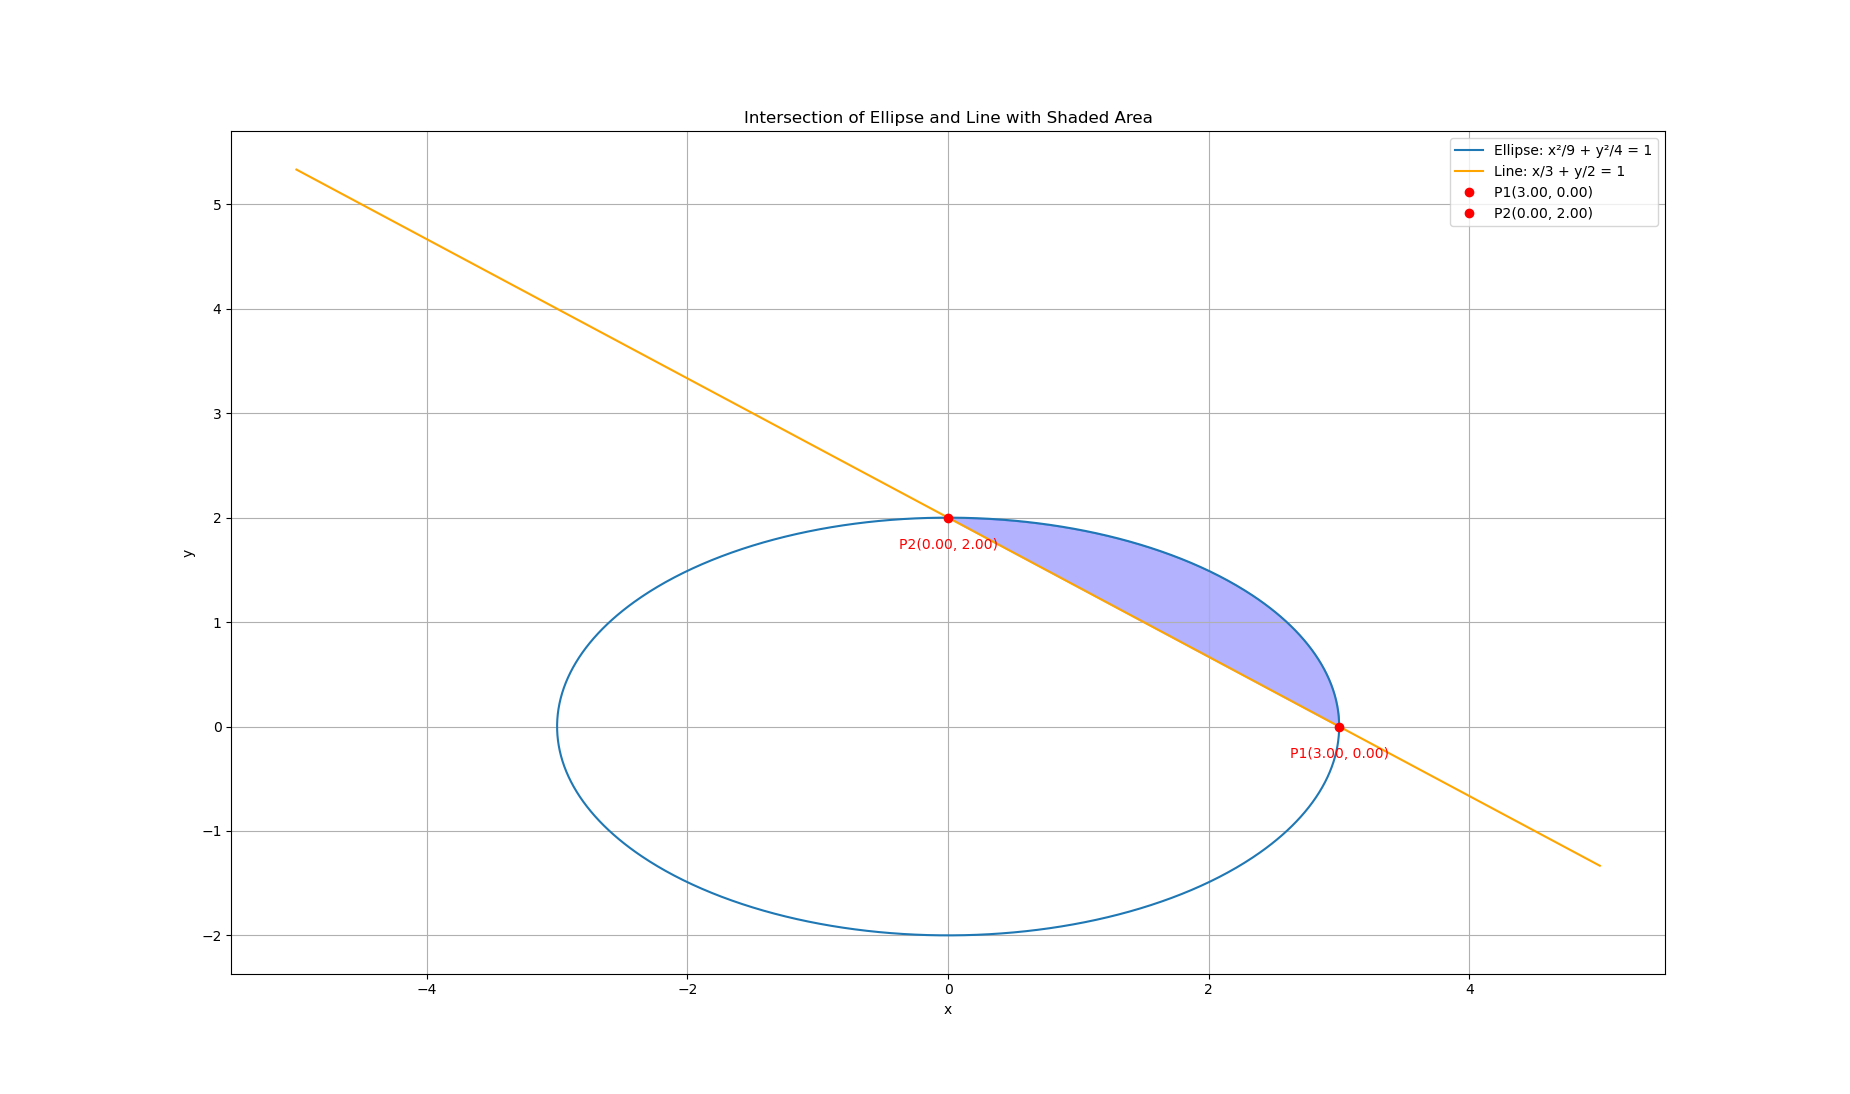 Intersection of Ellipse and Line with Shaded Area
Ellipse: x²/9 + y²/4 = 1
Line: x/3 + y/2 = 1
P1(3.00, 0.00)
P2(0.00, 2.00)
5
4
3
2
1
0
−1
−2
y
P2(0.00, 2.00)
P1(3.00, 0.00)
−4 −2 0 2 4
x